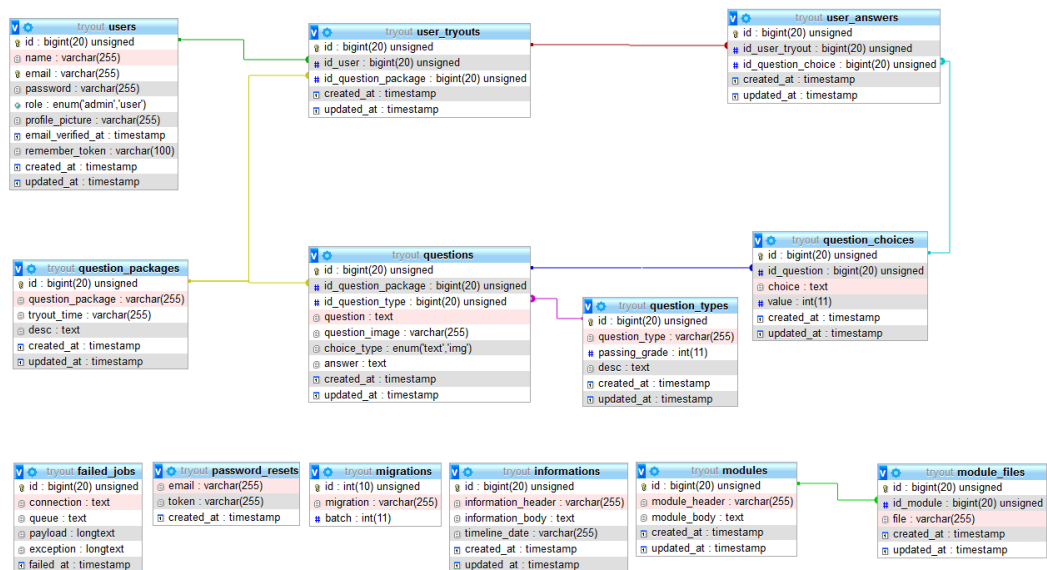 tryout users
id : bigint(20) unsigned
name : varchar(255)
email : varchar(255)
password : varchar(255)
role : enum('admin','user')
profile_picture : varchar(255)
email_verified_at : timestamp
remember_token : varchar(100)
created_at : timestamp
updated_at : timestamp
tryout user_tryouts
id : bigint(20) unsigned
id_user : bigint(20) unsigned
id_question_package : bigint(20) unsigned
created_at : timestamp
updated_at : timestamp
tryout user_answers
id : bigint(20) unsigned
id_user_tryout : bigint(20) unsigned
id_question_choice : bigint(20) unsigned
created_at : timestamp
updated_at : timestamp
tryout question_packages
id : bigint(20) unsigned
question_package : varchar(255)
tryout_time : varchar(255)
desc : text
created_at : timestamp
updated_at : timestamp
tryout questions
id : bigint(20) unsigned
id_question_package : bigint(20) unsigned
id_question_type : bigint(20) unsigned
question : text
question_image : varchar(255)
choice_type : enum('text','img')
answer : text
created_at : timestamp
updated_at : timestamp
tryout question_types
id : bigint(20) unsigned
question_type : varchar(255)
passing_grade : int(11)
desc : text
created_at : timestamp
updated_at : timestamp
tryout question_choices
id : bigint(20) unsigned
id_question : bigint(20) unsigned
choice : text
value : int(11)
created_at : timestamp
updated_at : timestamp
tryout failed_jobs
id : bigint(20) unsigned
connection : text
queue : text
payload : longtext
exception : longtext
failed_at : timestamp
tryout password_resets
email : varchar(255)
token : varchar(255)
created_at : timestamp
tryout migrations
id : int(10) unsigned
migration : varchar(255)
batch : int(11)
tryout informations
id : bigint(20) unsigned
information_header : varchar(255)
information_body : text
timeline_date : varchar(255)
created_at : timestamp
updated_at : timestamp
tryout modules
id : bigint(20) unsigned
module_header : varchar(255)
module_body : text
created_at : timestamp
updated_at : timestamp
tryout module_files
id : bigint(20) unsigned
id_module : bigint(20) unsigned
file : varchar(255)
created_at : timestamp
updated_at : timestamp